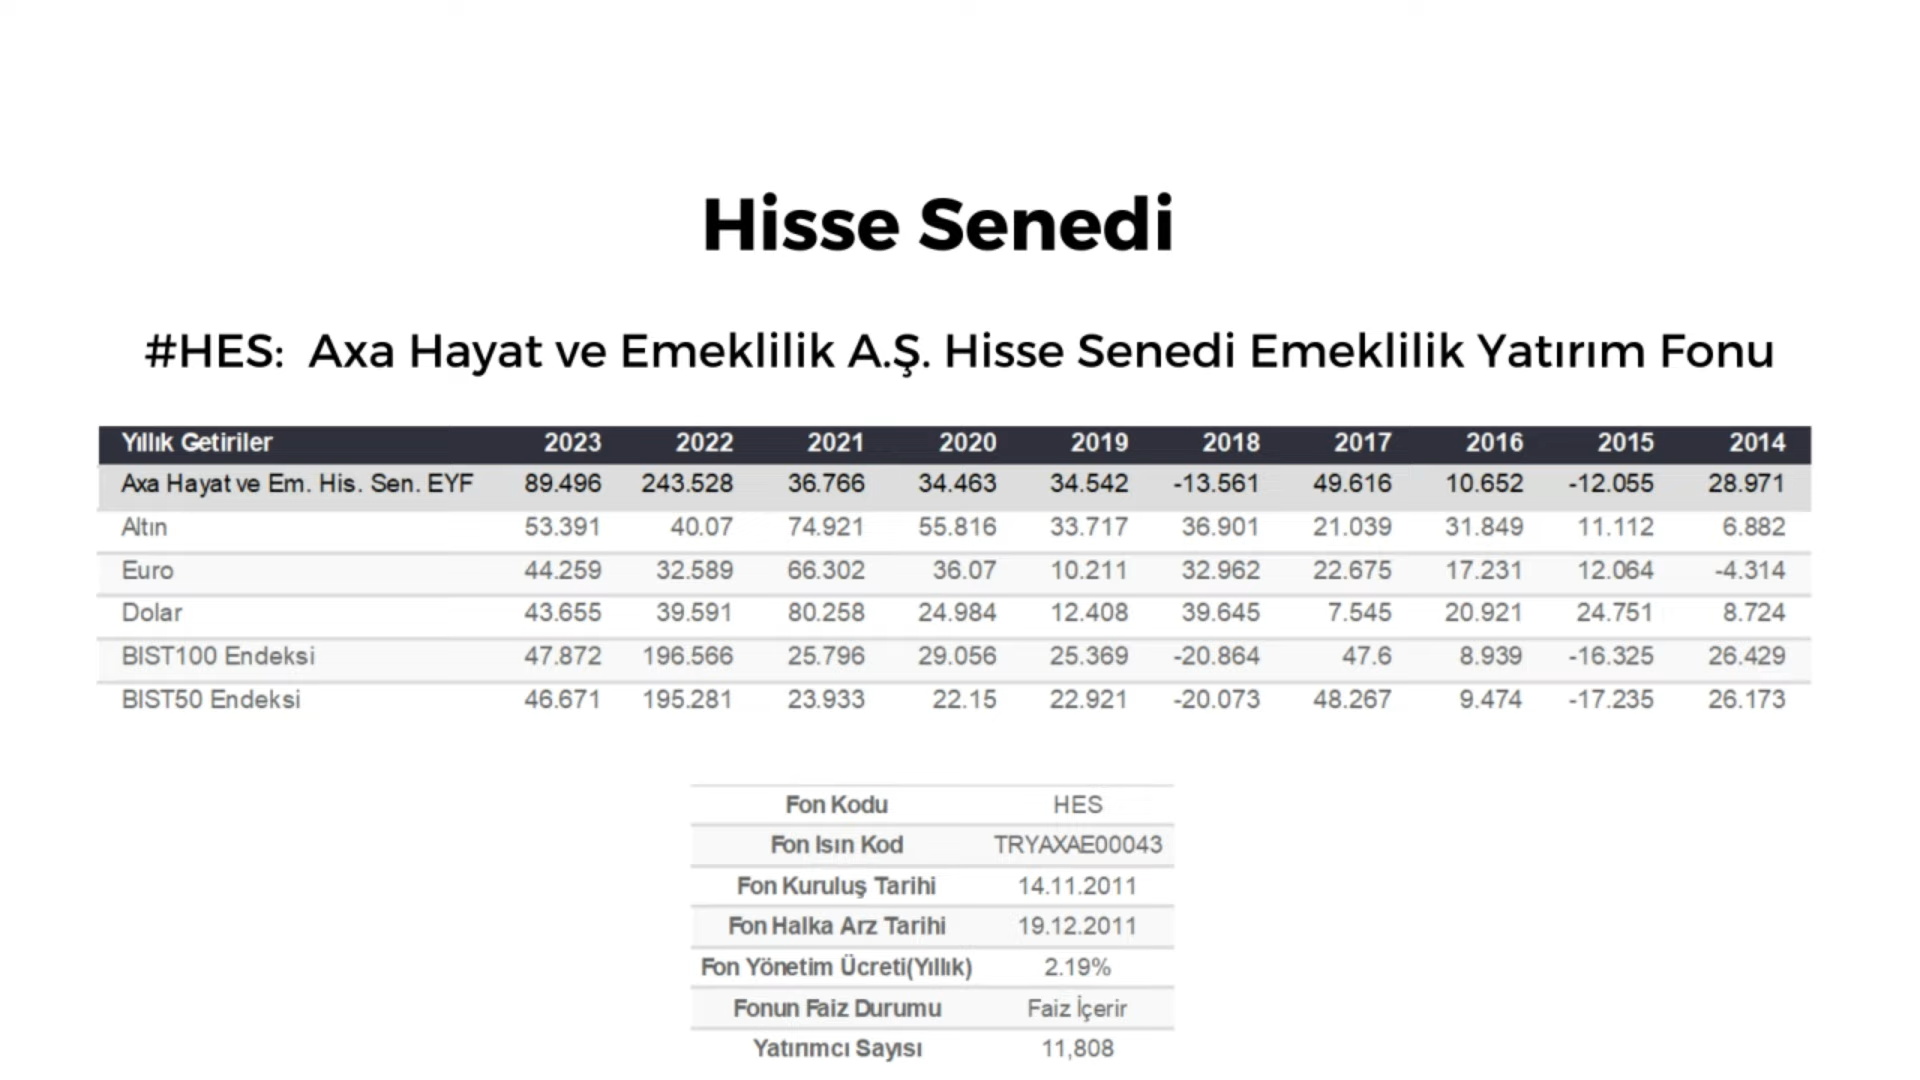 Hisse Senedi
#HES: Axa Hayat ve Emeklilik A.Ş. Hisse Senedi Emeklilik Yatırım Fonu
Yıllık Getiriler 2023 2022 2021 2020 2019 2018 2017 2016 2015 2014
Axa Hayat ve Em. His. Sen. EYF 89.496 243.528 36.766 34.463 34.542 -13.561 49.616 10.652 -12.055 28.971
Altın 53.391 40.07 74.921 55.816 33.717 36.901 21.039 31.849 11.112 6.882
Euro 44.259 32.589 66.302 36.07 10.211 32.962 22.675 17.231 12.064 -4.314
Dolar 43.655 39.591 80.258 24.984 12.408 39.645 7.545 20.921 24.751 8.724
BIST100 Endeksi 47.872 196.566 25.796 29.056 25.369 -20.864 47.6 8.939 -16.325 26.429
BIST50 Endeksi 46.671 195.281 23.933 22.15 22.921 -20.073 48.267 9.474 -17.235 26.173
Fon Kodu HES
Fon Isın Kod TRYAXAE00043
Fon Kuruluş Tarihi 14.11.2011
Fon Halka Arz Tarihi 19.12.2011
Fon Yönetim Ücreti(Yıllık) 2.19%
Fonun Faiz Durumu Faiz İçerir
Yatırımcı Sayısı 11,808